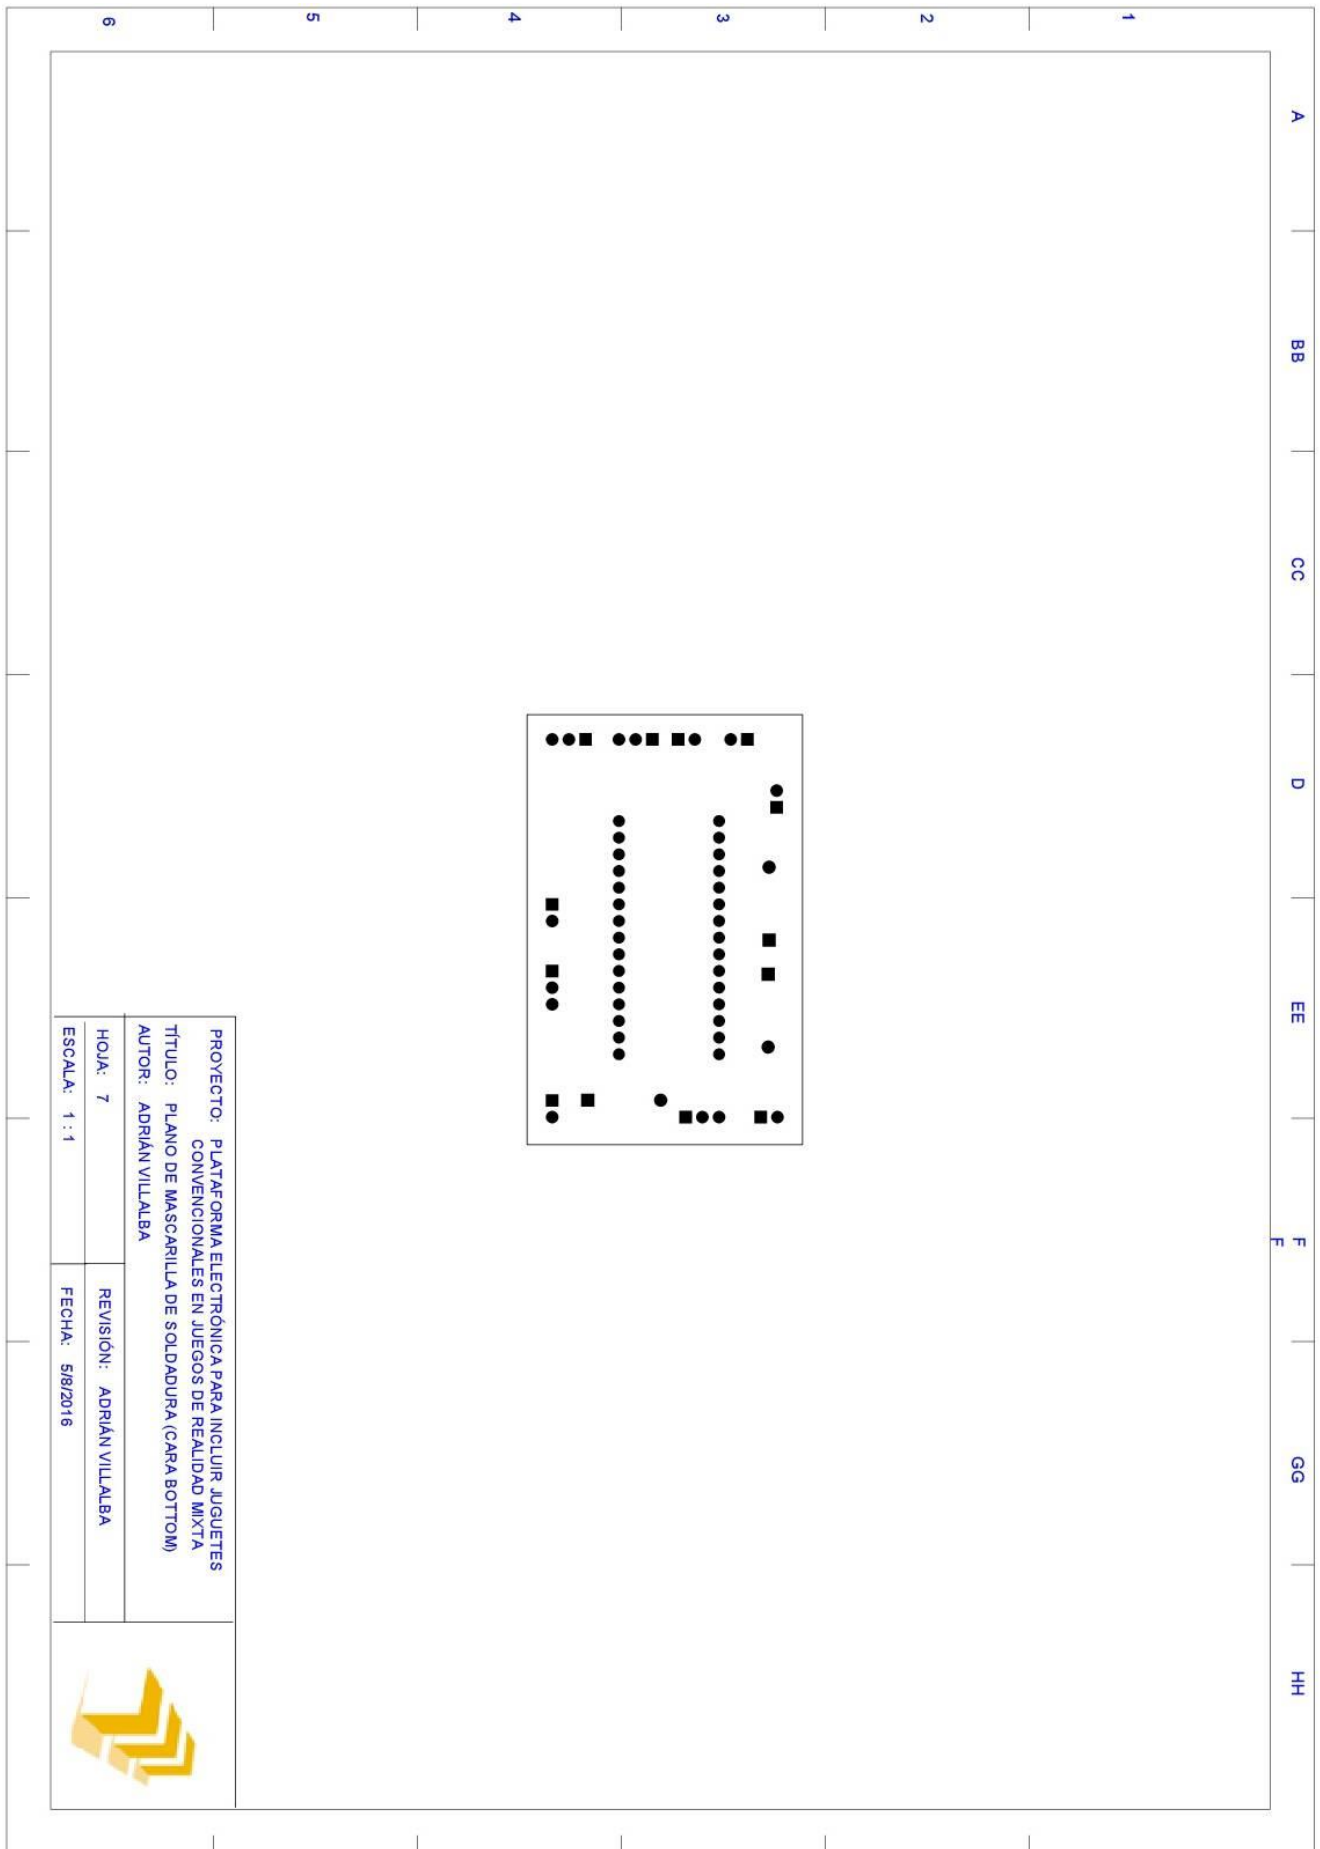 6
5
4
3
2
1
A
BB
CC
D
EE
F
F
GG
HH
PROYECTO: PLATAFORMA ELECTRÓNICA PARA INCLUIR JUGUETES
CONVENCIONALES EN JUEGOS DE REALIDAD MIXTA
TÍTULO: PLANO DE MASCARILLA DE SOLDADURA (CARA BOTTOM)
AUTOR: ADRIÁN VILLALBA
HOJA: 7
REVISIÓN: ADRIÁN VILLALBA
ESCALA: 1 : 1
FECHA: 5/8/2016